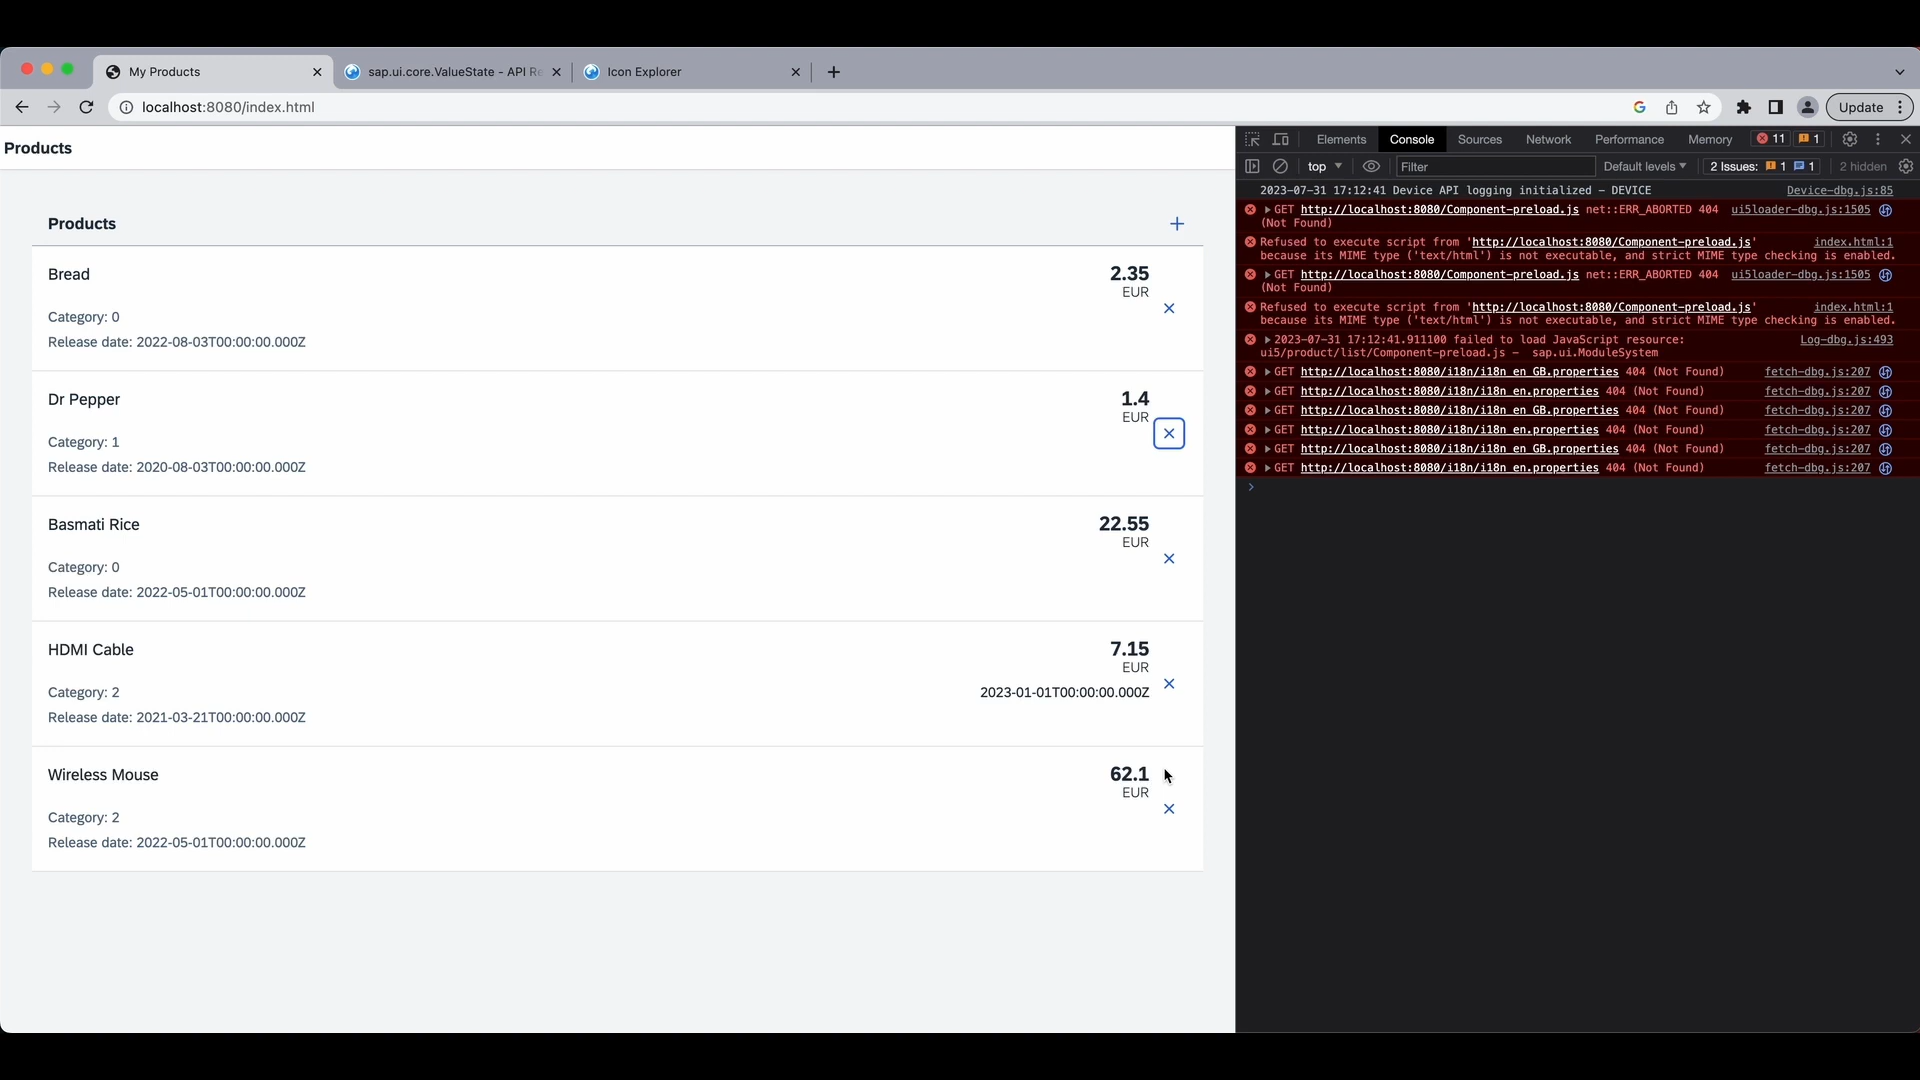 My Products
sap.ui.core.ValueState - API Re
Icon Explorer
localhost:8080/index.html
Update
Products
Products
Bread
2.35
EUR
Category: 0
Release date: 2022-08-03T00:00:00.000Z
Dr Pepper
1.4
EUR
Category: 1
Release date: 2020-08-03T00:00:00.000Z
Basmati Rice
22.55
EUR
Category: 0
Release date: 2022-05-01T00:00:00.000Z
HDMI Cable
7.15
EUR
Category: 2
2023-01-01T00:00:00.000Z
Release date: 2021-03-21T00:00:00.000Z
Wireless Mouse
62.1
EUR
Category: 2
Release date: 2022-05-01T00:00:00.000Z
Elements Console Sources Network Performance Memory 11 1
top Filter Default levels 2 Issues: 1 1 2 hidden
2023-07-31 17:12:41 Device API logging initialized – DEVICE Device-dbg.js:85
GET http://localhost:8080/Component-preload.js net::ERR_ABORTED 404 ui5loader-dbg.js:1505
(Not Found)
Refused to execute script from 'http://localhost:8080/Component-preload.js' index.html:1
because its MIME type ('text/html') is not executable, and strict MIME type checking is enabled.
GET http://localhost:8080/Component-preload.js net::ERR_ABORTED 404 ui5loader-dbg.js:1505
(Not Found)
Refused to execute script from 'http://localhost:8080/Component-preload.js' index.html:1
because its MIME type ('text/html') is not executable, and strict MIME type checking is enabled.
2023-07-31 17:12:41.911100 failed to load JavaScript resource: Log-dbg.js:493
ui5/product/list/Component-preload.js – sap.ui.ModuleSystem
GET http://localhost:8080/i18n/i18n_en_GB.properties 404 (Not Found) fetch-dbg.js:207
GET http://localhost:8080/i18n/i18n_en.properties 404 (Not Found) fetch-dbg.js:207
GET http://localhost:8080/i18n/i18n_en_GB.properties 404 (Not Found) fetch-dbg.js:207
GET http://localhost:8080/i18n/i18n_en.properties 404 (Not Found) fetch-dbg.js:207
GET http://localhost:8080/i18n/i18n_en_GB.properties 404 (Not Found) fetch-dbg.js:207
GET http://localhost:8080/i18n/i18n_en.properties 404 (Not Found) fetch-dbg.js:207